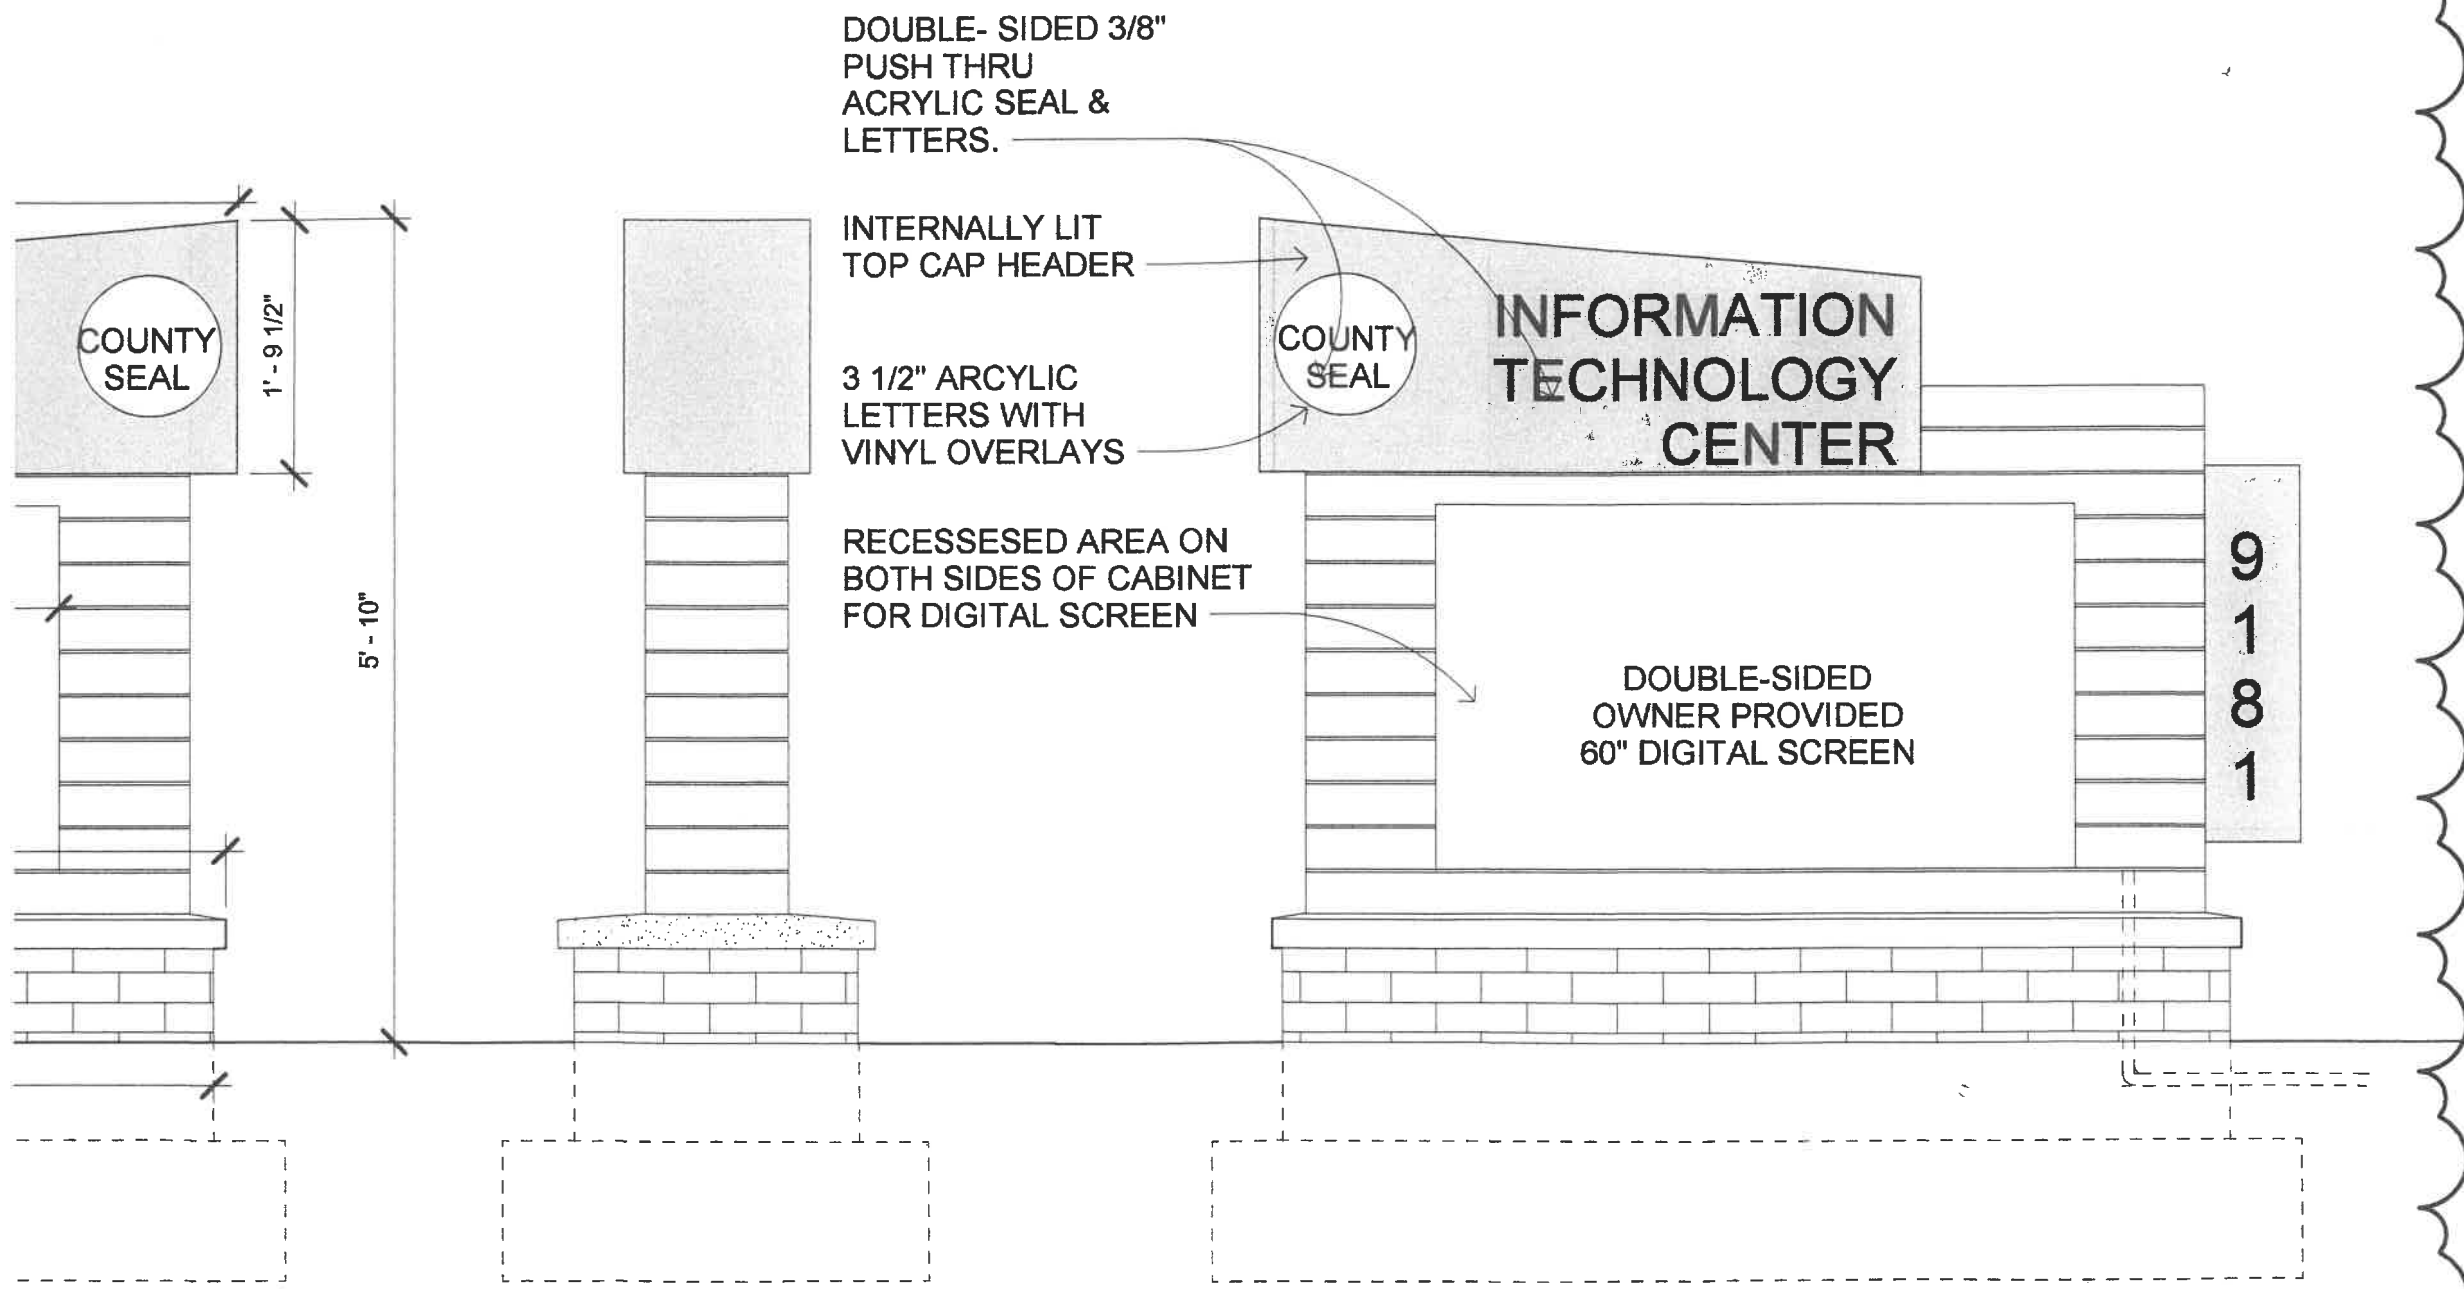 DOUBLE- SIDED 3/8"
PUSH THRU
ACRYLIC SEAL &
LETTERS.
INTERNALLY LIT
TOP CAP HEADER
3 1/2" ARCYLIC
LETTERS WITH
VINYL OVERLAYS
RECESSESED AREA ON
BOTH SIDES OF CABINET
FOR DIGITAL SCREEN
COUNTY
SEAL
1' - 9 1/2"
5' - 10"
COUNTY
SEAL
INFORMATION
TECHNOLOGY
CENTER
DOUBLE-SIDED
OWNER PROVIDED
60" DIGITAL SCREEN
9
1
8
1